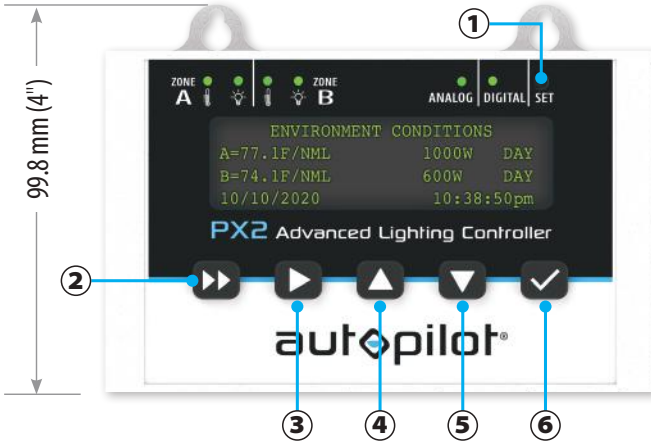 1
ZONE A ZONE B ANALOG DIGITAL SET
ENVIRONMENT CONDITIONS
A=77.1F/NML 1000W DAY
B=74.1F/NML 600W DAY
10/10/2020 10:38:50pm
PX2 Advanced Lighting Controller
2
autopilot®
3 4 5 6
99.8 mm (4")